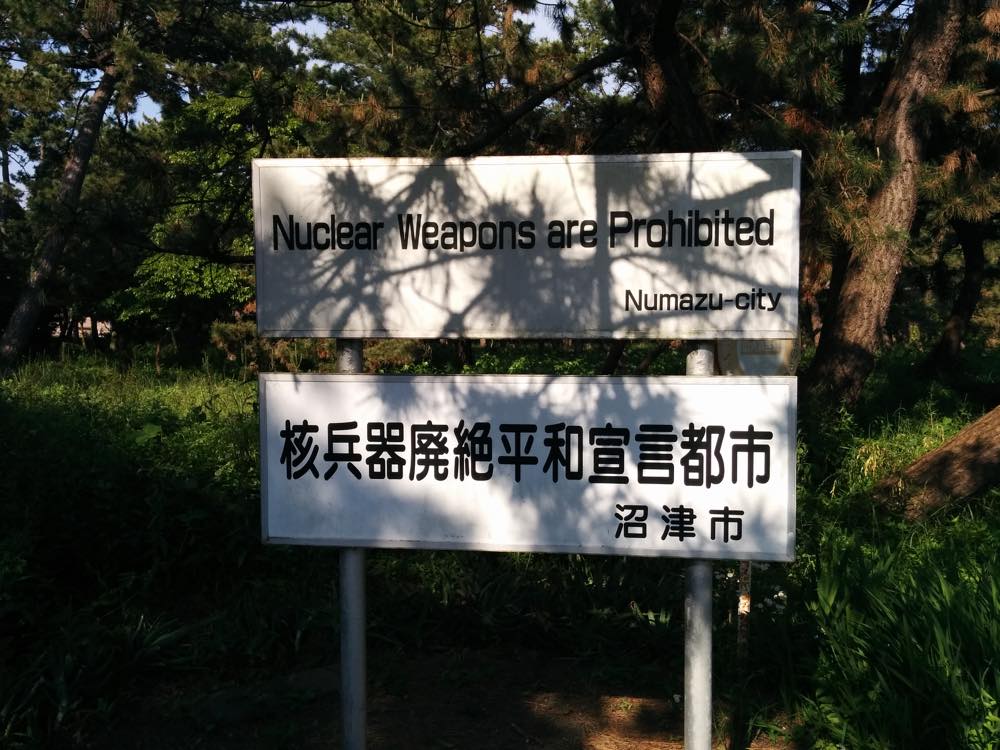 Nuclear Weapons are Prohibited
Numazu-city
核兵器廃絶平和宣言都市
沼津市